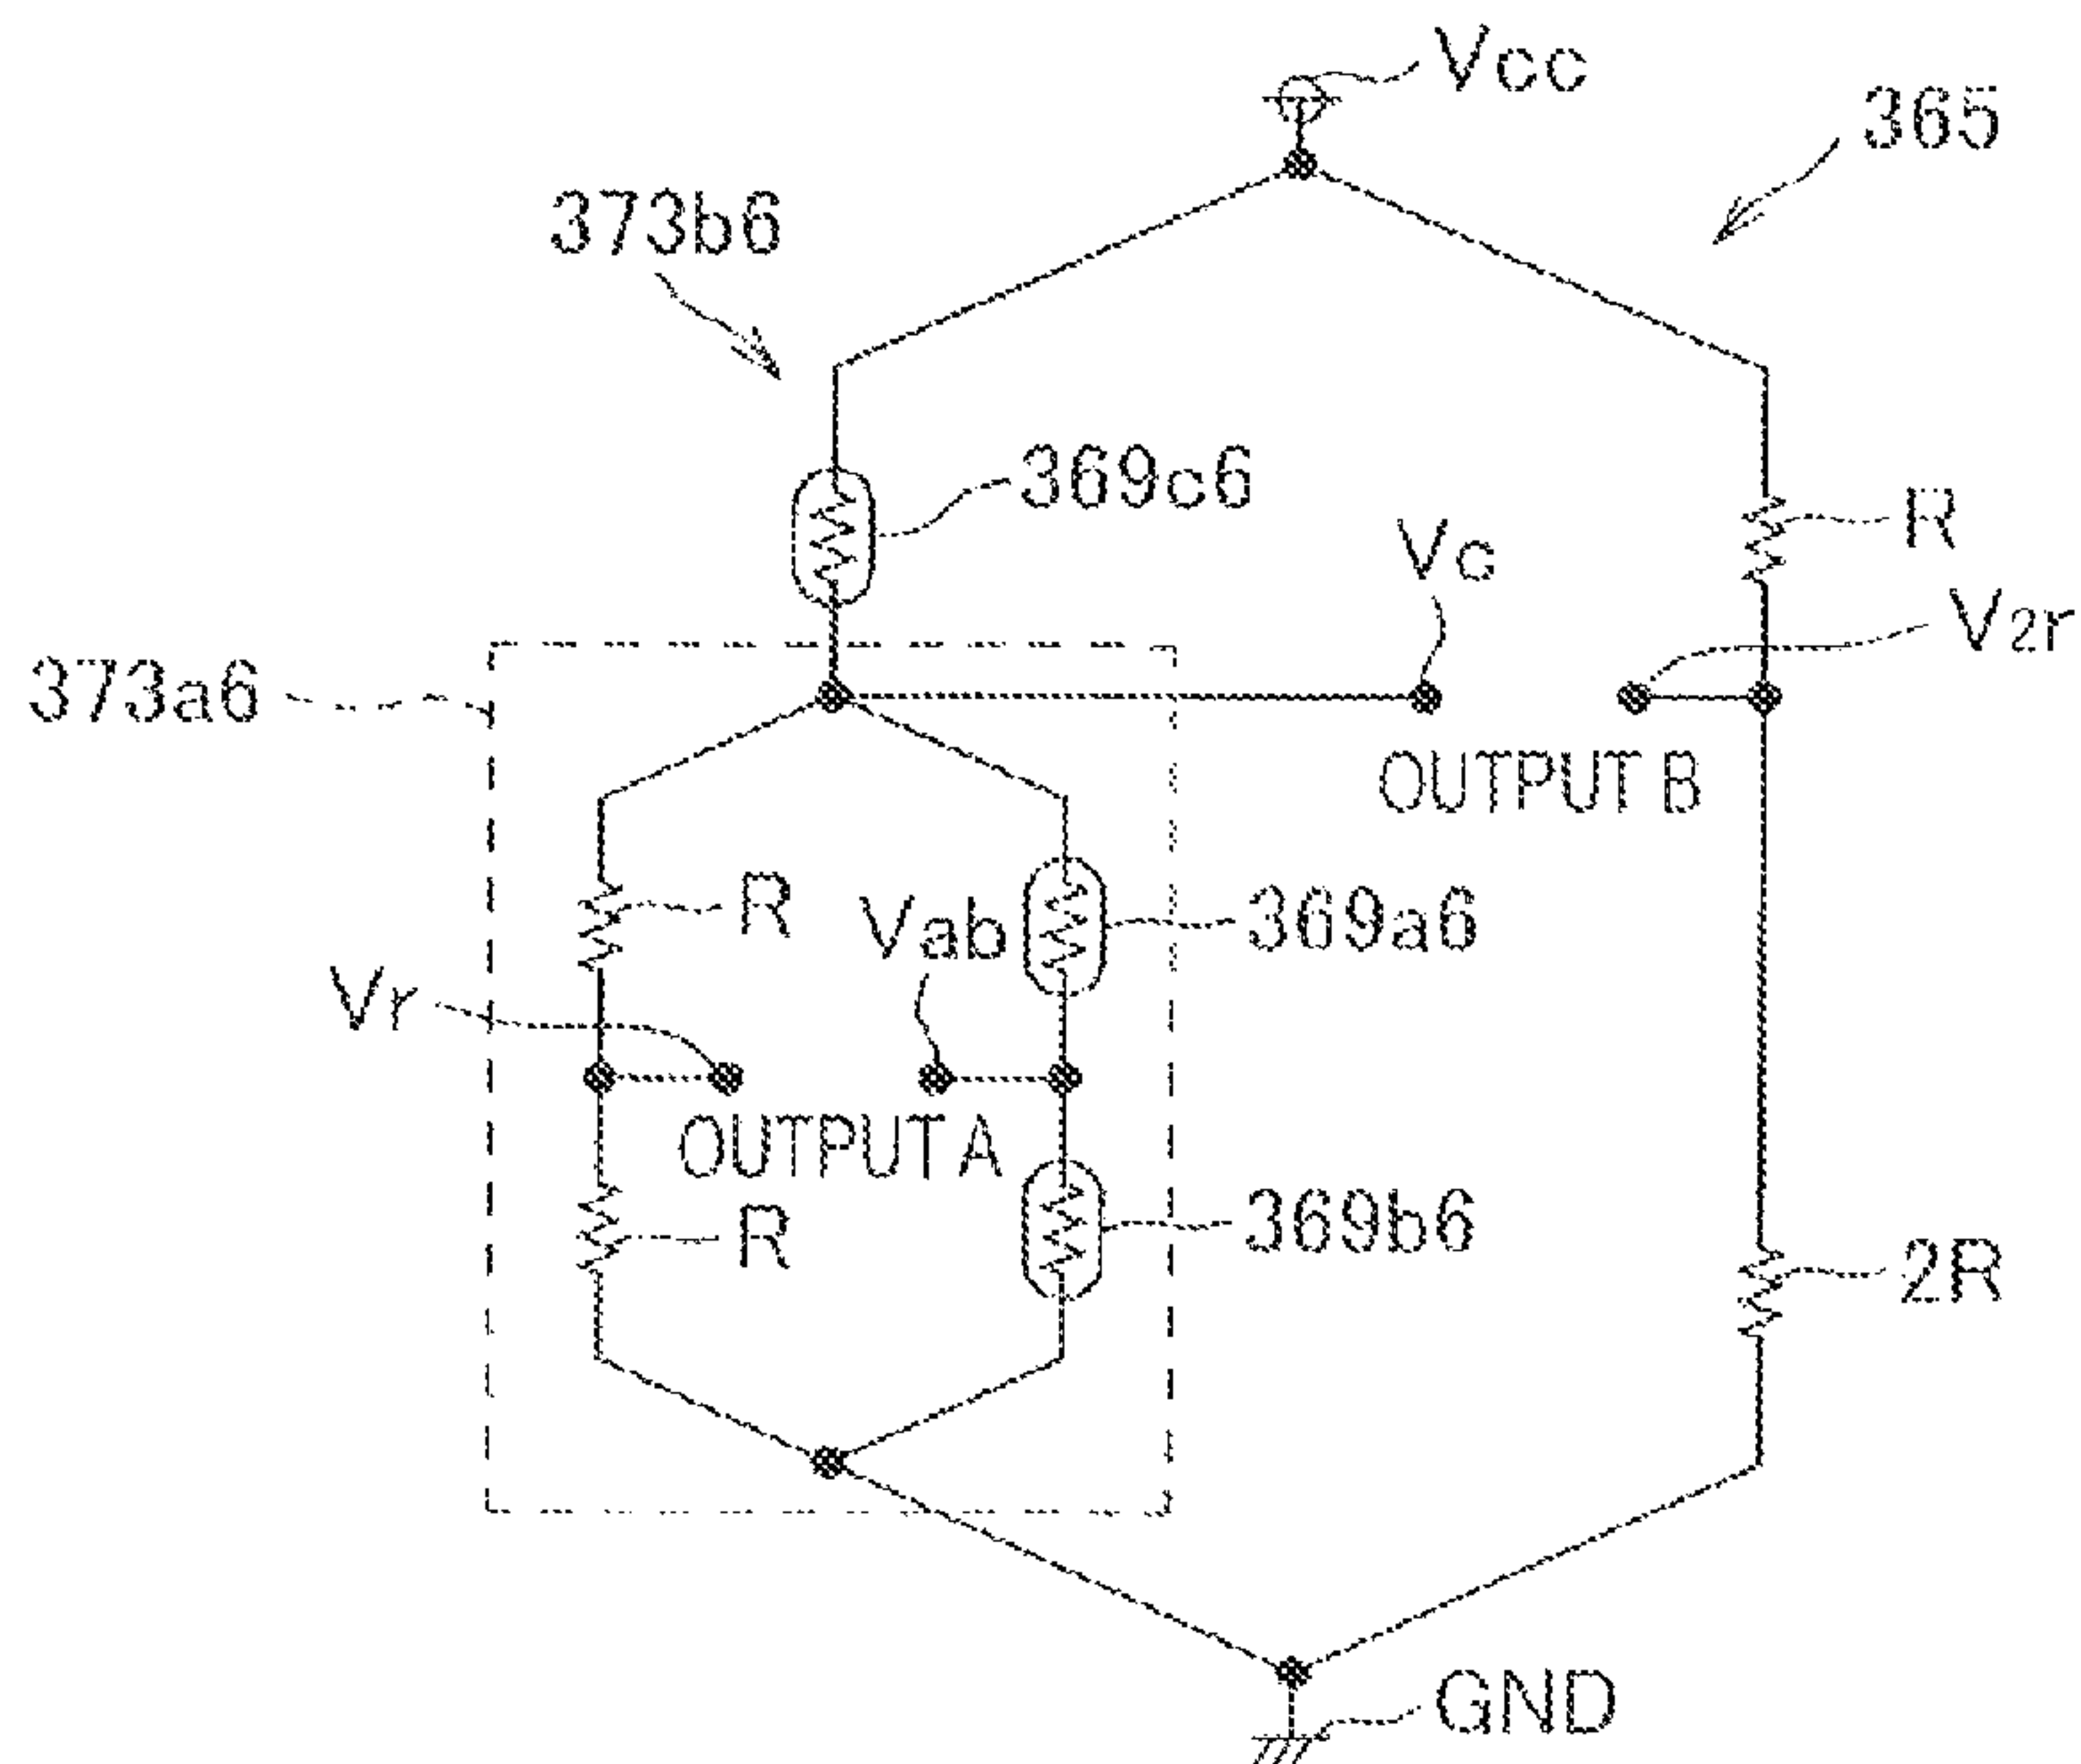 Vcc
365
373b6
369c6
R
Vc
V2r
373a6
OUTPUT B
R
Vab
369a6
Vr
OUTPUT A
R
369b6
2R
GND